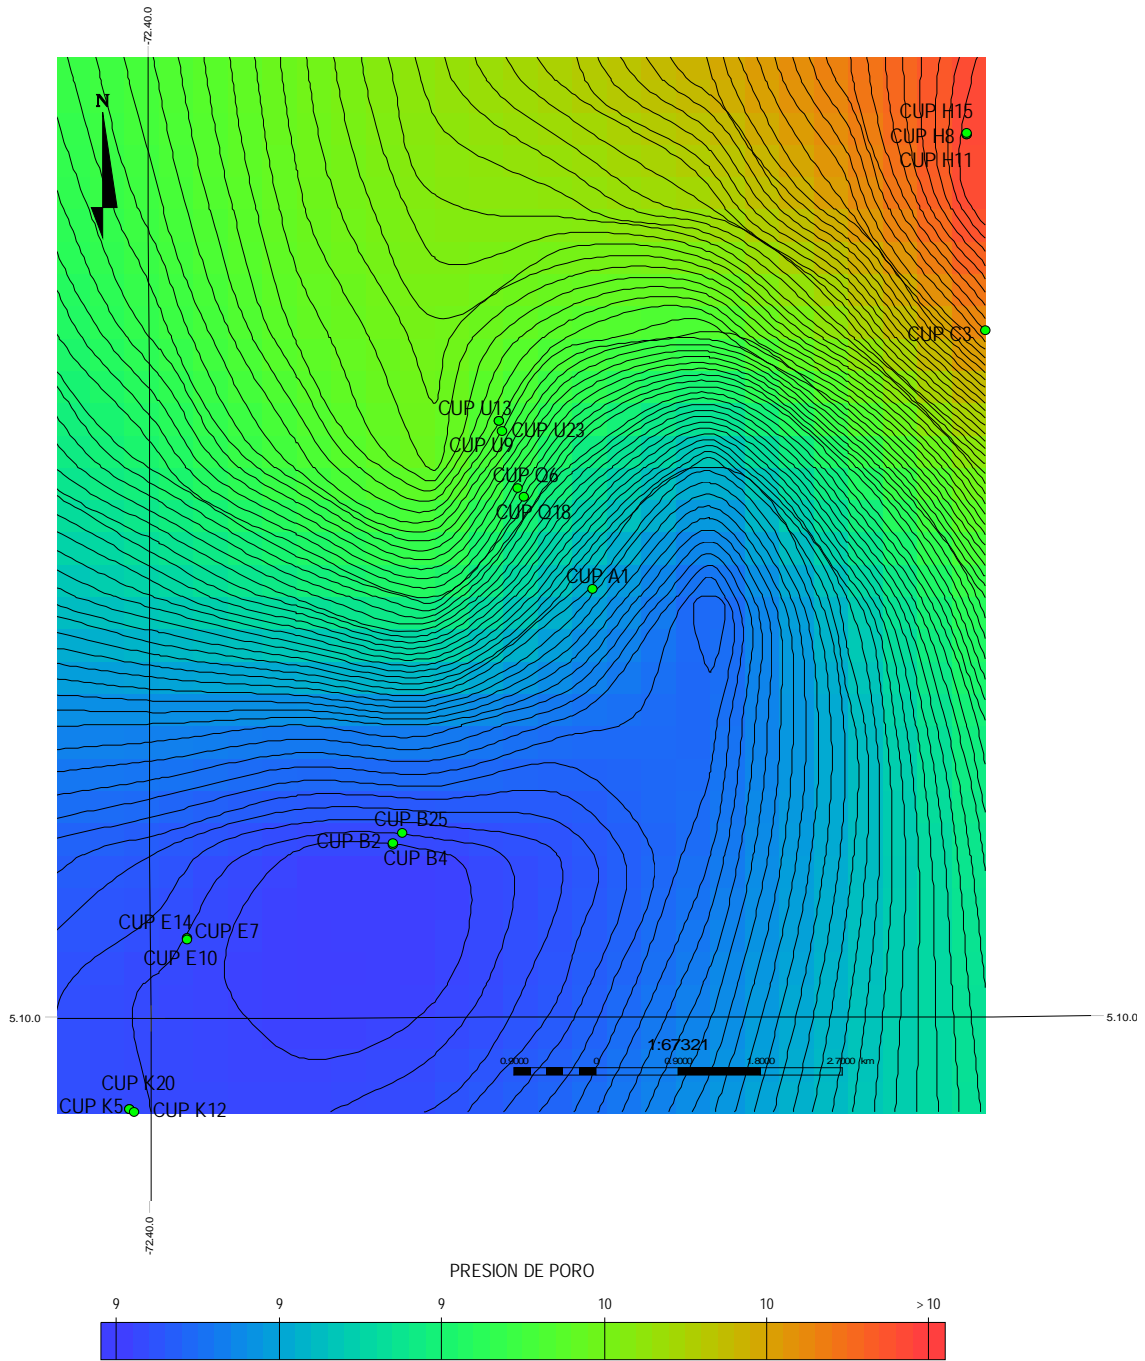 -72.40.0
N
CUP H15
CUP H8
CUP H11
CUP C3
CUP U13
CUP U23
CUP U9
CUP Q6
CUP Q18
CUP A1
CUP B25
CUP B2
CUP B4
CUP E14
CUP E7
CUP E10
5.10.0
5.10.0
1:67321
0.9000 0 0.9000 1.8000 2.7000 km
CUP K20
CUP K5
CUP K12
-72.40.0
PRESION DE PORO
9 9 9 10 10 > 10